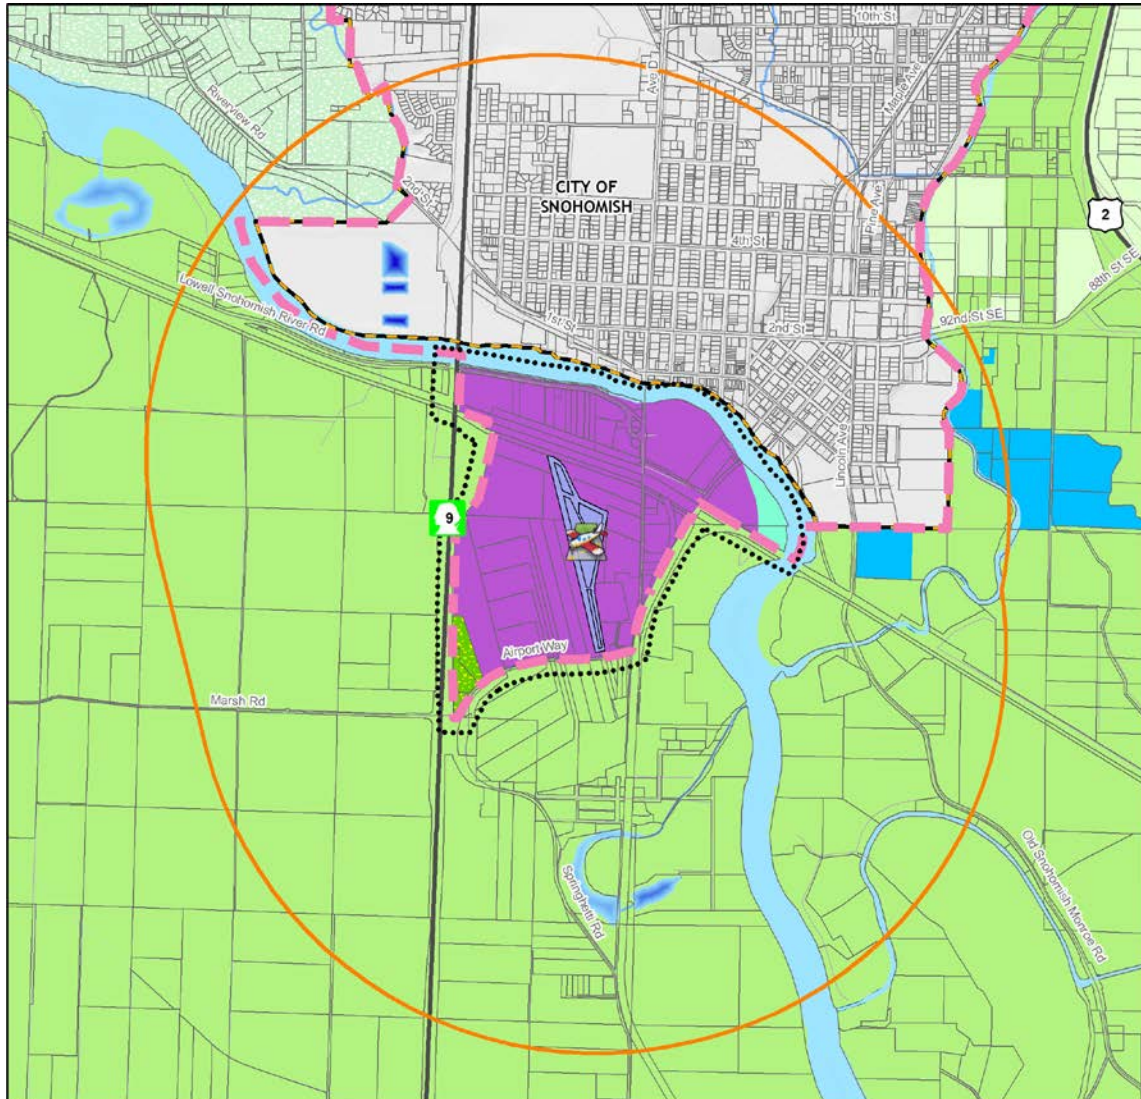 10th St
Ave D
Maple Ave
Riverview Rd
2nd St
CITY OF
SNOHOMISH
Pine Ave
2
4th St
88th St SE
Lowell Snohomish River Rd
1st St
2nd St
92nd St SE
Lincoln Ave
9
Airport Way
Marsh Rd
Springhetti Rd
Old Snohomish Monroe Rd